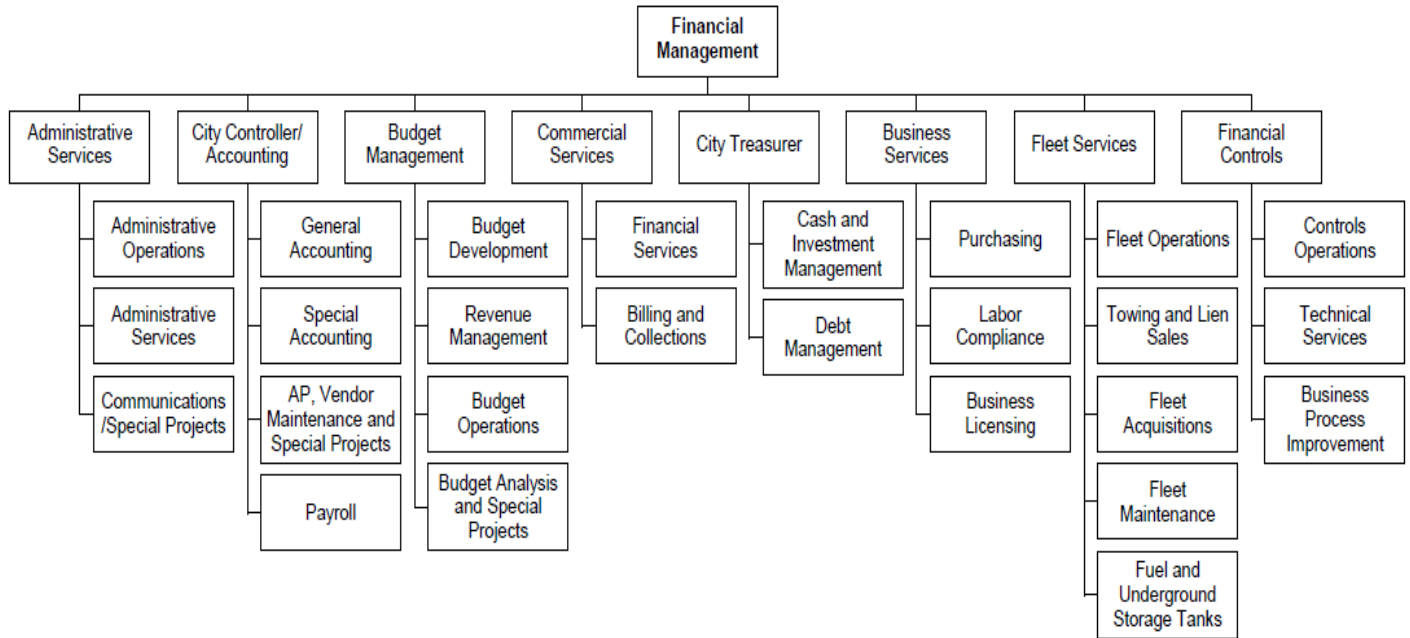 Financial
Management
Administrative
Services
City Controller/
Accounting
Budget
Management
Commercial
Services
City Treasurer
Business
Services
Fleet Services
Financial
Controls
Administrative
Operations
Administrative
Services
Communications
/Special Projects
General
Accounting
Special
Accounting
AP, Vendor
Maintenance and
Special Projects
Payroll
Budget
Development
Revenue
Management
Budget
Operations
Budget Analysis
and Special
Projects
Financial
Services
Billing and
Collections
Cash and
Investment
Management
Debt
Management
Purchasing
Labor
Compliance
Business
Licensing
Fleet Operations
Towing and Lien
Sales
Fleet
Acquisitions
Fleet
Maintenance
Fuel and
Underground
Storage Tanks
Controls
Operations
Technical
Services
Business
Process
Improvement